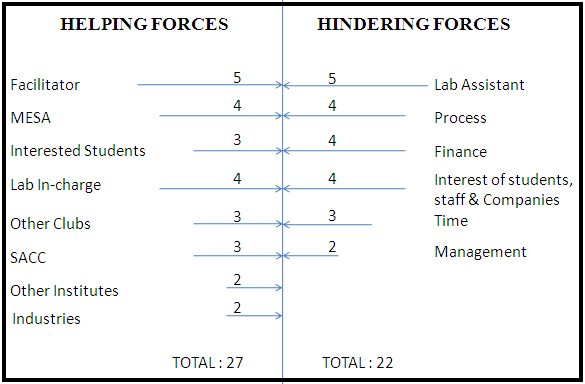 HELPING FORCES HINDERING FORCES
Facilitator 5 5 Lab Assistant
MESA 4 4 Process
Interested Students 3 4 Finance
Lab In-charge 4 4 Interest of students,
staff & Companies
Other Clubs 3 3 Time
SACC 3 2 Management
Other Institutes 2
Industries 2
TOTAL : 27 TOTAL : 22